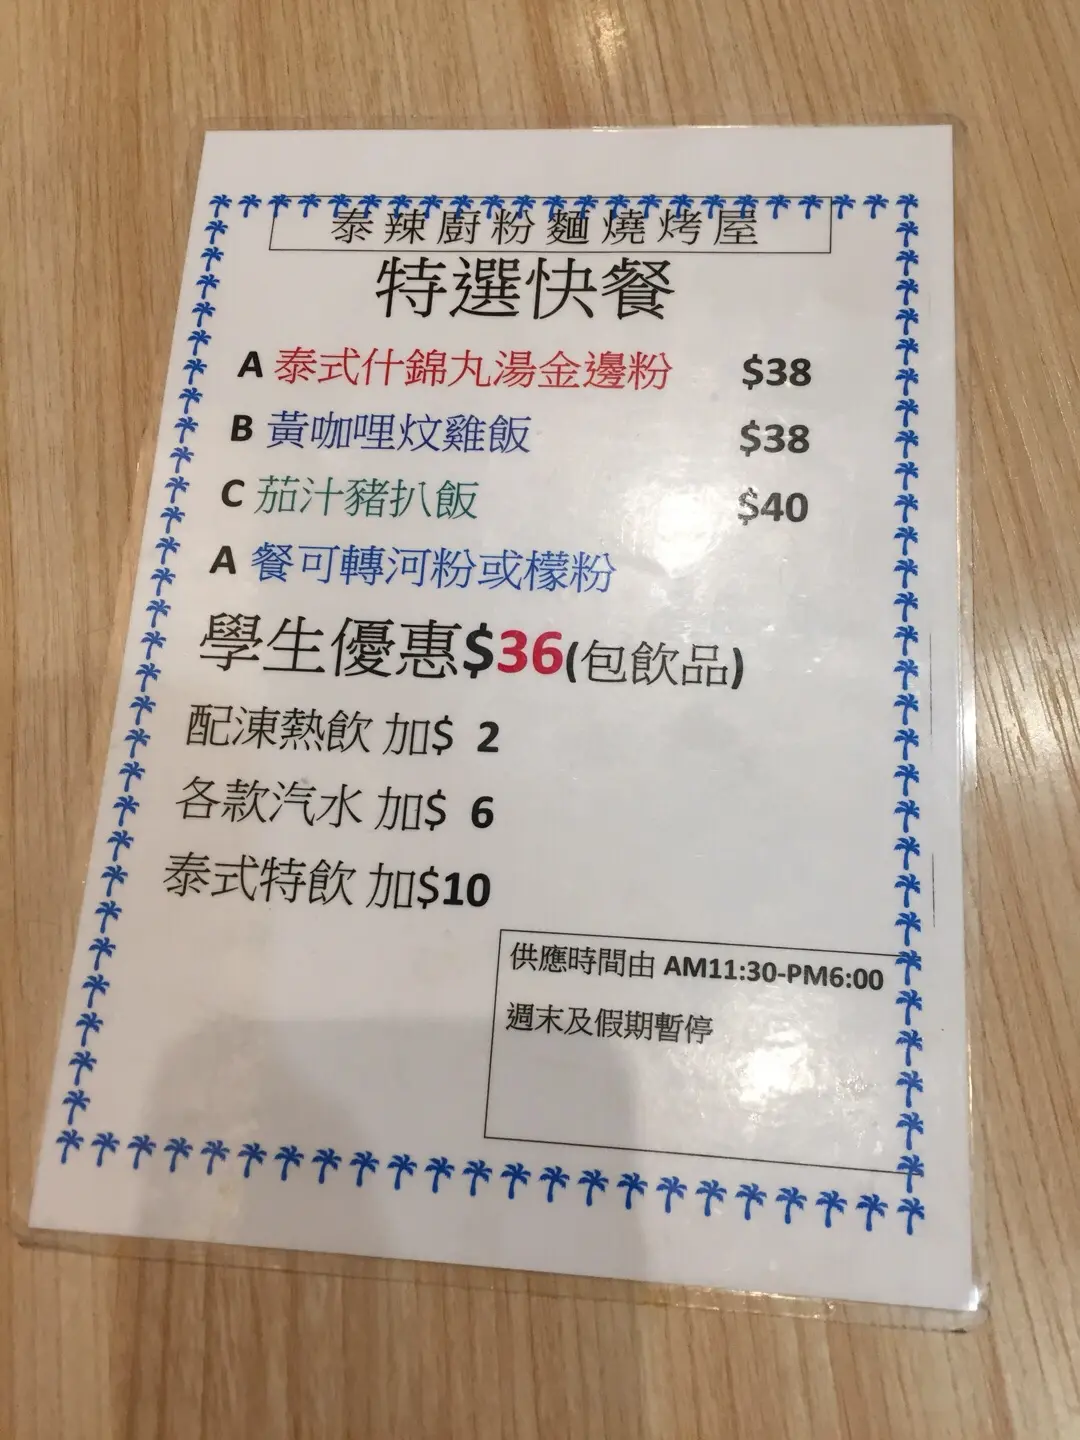 泰辣廚粉麵燒烤屋
特選快餐
A 泰式什錦丸湯金邊粉 $38
B 黃咖哩炆雞飯 $38
C 茄汁豬扒飯 $40
A 餐可轉河粉或檬粉
學生優惠$36(包飲品)
配凍熱飲 加$ 2
各款汽水 加$ 6
泰式特飲 加$10
供應時間由 AM11:30-PM6:00
週末及假期暫停